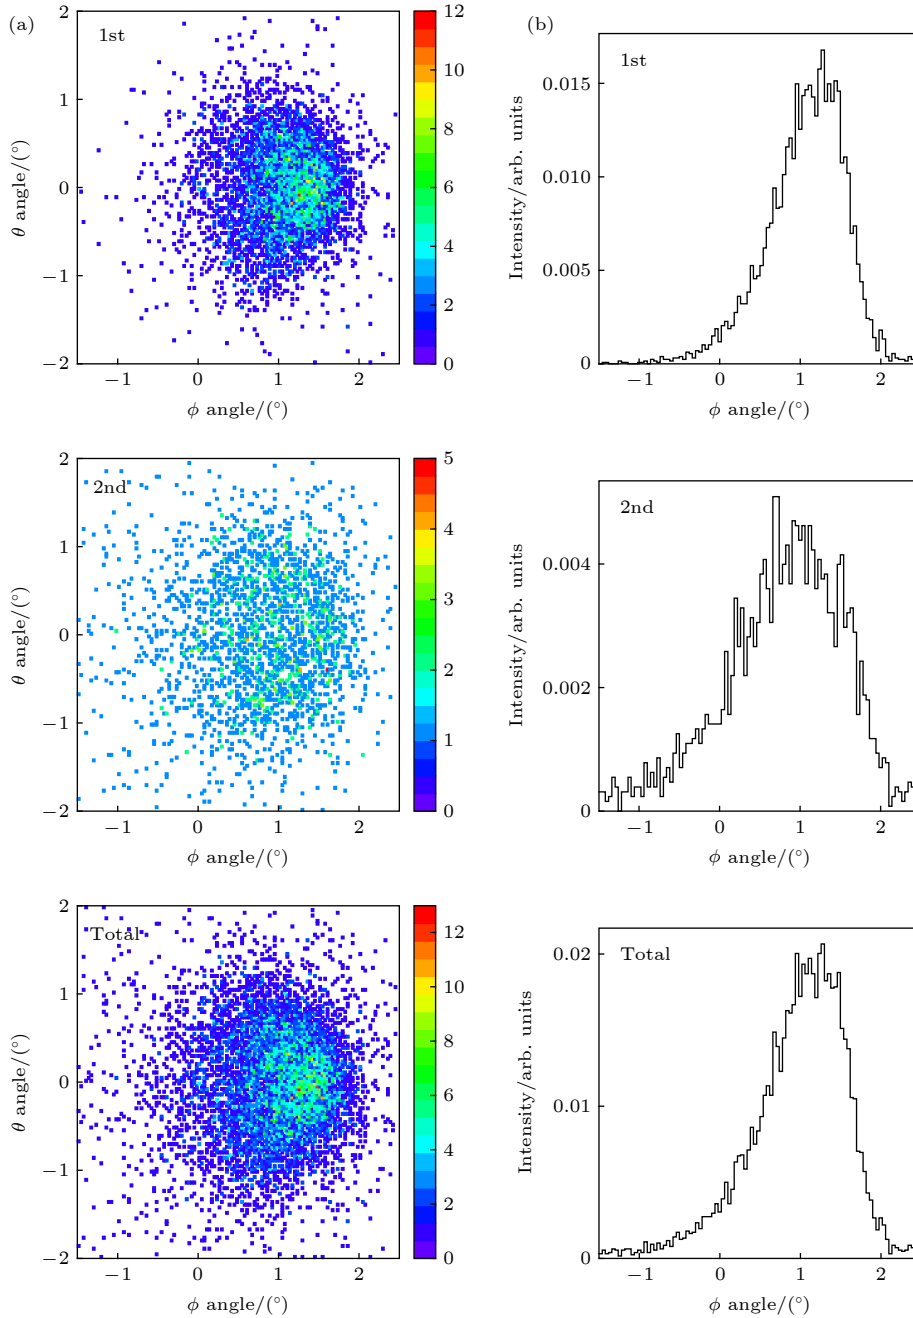 (a)
1st
2
1
0
−1
−2
θ angle/(°)
−1 0 1 2
ϕ angle/(°)
12
10
8
6
4
2
0
(b)
1st
0.015
0.010
0.005
0
Intensity/arb. units
−1 0 1 2
ϕ angle/(°)
2nd
2
1
0
−1
−2
θ angle/(°)
−1 0 1 2
ϕ angle/(°)
5
4
3
2
1
0
2nd
0.004
0.002
0
Intensity/arb. units
−1 0 1 2
ϕ angle/(°)
Total
2
1
0
−1
−2
θ angle/(°)
−1 0 1 2
ϕ angle/(°)
12
10
8
6
4
2
0
Total
0.02
0.01
0
Intensity/arb. units
−1 0 1 2
ϕ angle/(°)